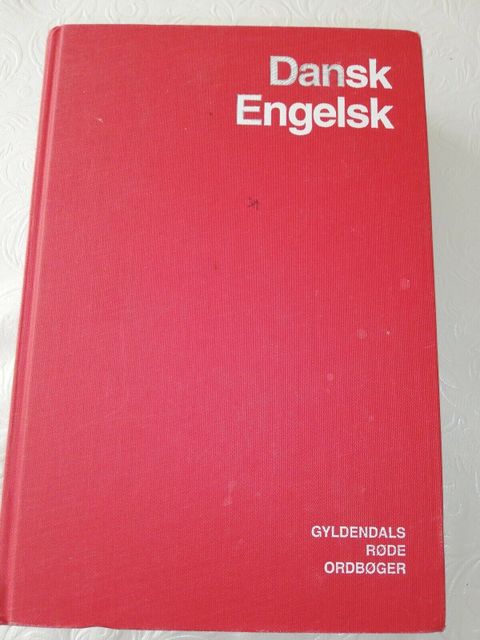 Dansk
Engelsk
GYLDENDALS
RØDE
ORDBØGER